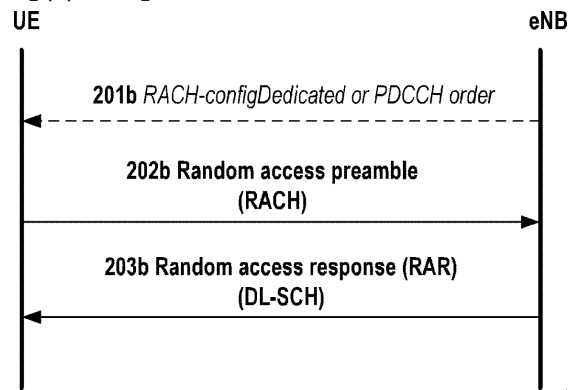 UE eNB
201b RACH-configDedicated or PDCCH order
202b Random access preamble
(RACH)
203b Random access response (RAR)
(DL-SCH)